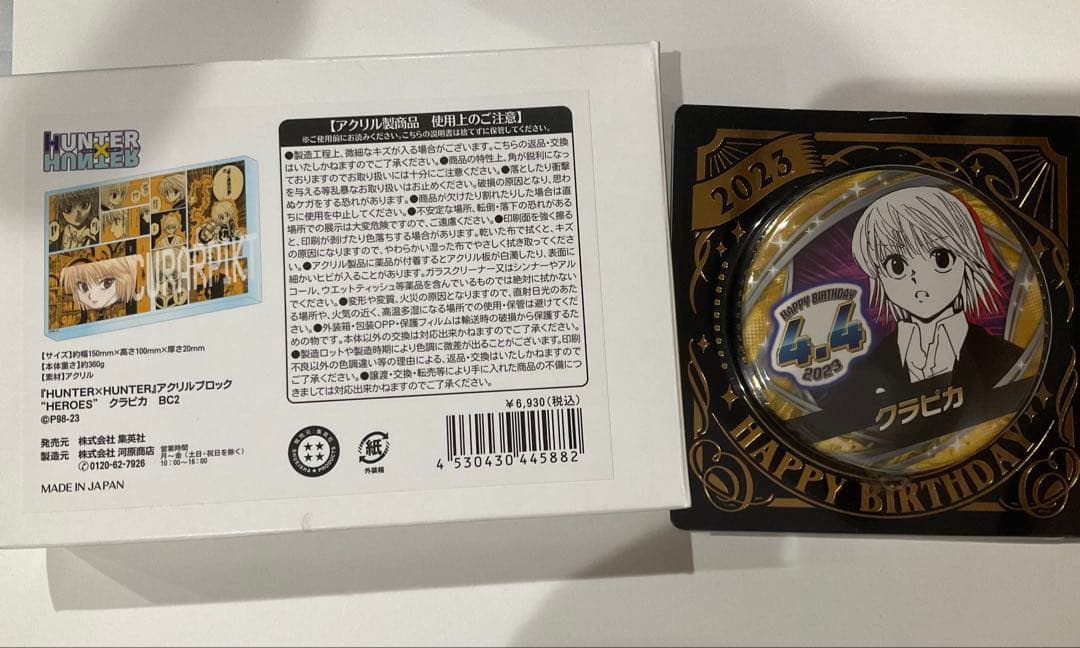 HUNTER
×
HUNTER
CURARPIKT
【サイズ】約幅150mm×高さ100mm×厚さ20mm
【本体重さ】約360g
【素材】アクリル
『HUNTER×HUNTER』アクリルブロック
"HEROES" クラピカ BC2
©P98-23
発売元 株式会社 集英社
製造元 株式会社 河原商店
0120-62-7926
営業時間
月～金(土日・祝日を除く)
10:00～16:00
MADE IN JAPAN
【アクリル製商品 使用上のご注意】
※ご使用前にお読みください。こちらの説明書は捨てずに保管してください。
●製造工程上、微細なキズが入る場合がございます。こちらの返品・交換
はいたしかねますのでご了承ください。●商品の特性上、角が鋭利になっ
ておりますのでお取り扱いには十分にご注意ください。●落としたり衝撃
を与える等乱暴なお取り扱いはお止めください。破損の原因となり、思わ
ぬケガをする恐れがあります。●商品が欠けたり割れたりした場合は直
ちに使用を中止してください。●不安定な場所、転倒・落下の恐れがある
場所での展示は大変危険ですので、ご遠慮ください。●印刷面を強く擦る
と、印刷が剥げたり色落ちする場合があります。乾いた布で拭くと、キズ
の原因になりますので、やわらかい湿った布でやさしく拭き取ってくださ
い。●アクリル製品に薬品が付着するとアクリル板が白濁したり、表面に
細かいヒビが入ることがあります。ガラスクリーナー又はシンナーやアル
コール、ウエットティッシュ等薬品を含んでいるものでは絶対に拭かない
でください。●変形や変質、火災の原因となりますので、直射日光のあた
る場所や、火気の近く、高温多湿になる場所での使用・保管は避けてくだ
さい。●外装箱・包装OPP・保護フィルムは輸送時の破損から保護するた
めの物です。本体以外の交換は対応出来かねますのでご了承ください。
●製造ロットや製造時期により色調に微差が出ることがございます。印刷
不良以外の色調違い等の理由による、返品・交換はいたしかねますのでご
了承ください。●譲渡・交換・転売等により手に入れた商品の不備につ
きましては対応出来かねますのでご了承ください。
¥6,930(税込)
紙
外装箱
4 530430 445882
2023
HAPPY BIRTHDAY
4.4
2023
クラピカ
HAPPY BIRTHDAY